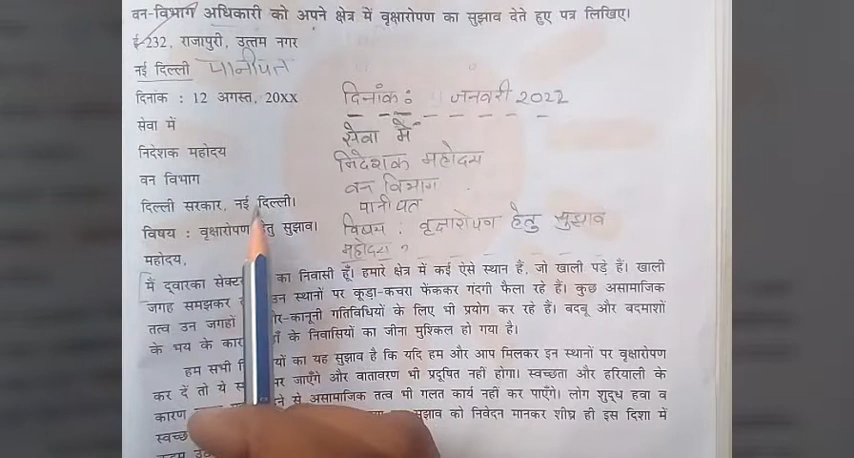 वन-विभाग अधिकारी को अपने क्षेत्र में वृक्षारोपण का सुझाव देते हुए पत्र लिखिए।
ई-232, राजापुरी, उत्तम नगर
नई दिल्ली पानीपत
दिनांक : 12 अगस्त, 20XX
दिनांक : जनवरी 2022
सेवा में
सेवा में
निदेशक महोदय
निदेशक महोदय
वन विभाग
वन विभाग
दिल्ली सरकार, नई दिल्ली।
पानीपत
विषय : वृक्षारोपण हेतु सुझाव।
विषय : वृक्षारोपण हेतु सुझाव
महोदय,
महोदय,
मैं द्वारका का निवासी हूँ। हमारे क्षेत्र में कई ऐसे स्थान हैं, जो खाली पड़े हैं। खाली
जगह समझकर उन स्थानों पर कूड़ा-कचरा फेंककर गंदगी फैला रहे हैं। कुछ असामाजिक
तत्व उन जगहों कानूनी गतिविधियों के लिए भी प्रयोग कर रहे हैं। बदबू और बदमाशों
के भय के के निवासियों का जीना मुश्किल हो गया है।
हम सभी का यह सुझाव है कि यदि हम और आप मिलकर इन स्थानों पर वृक्षारोपण
कर दें तो ये जाएँगे और वातावरण भी प्रदूषित नहीं होगा। स्वच्छता और हरियाली के
कारण से असामाजिक तत्व भी गलत कार्य नहीं कर पाएँगे। लोग शुद्ध हवा व
स्वच्छ सुझाव को निवेदन मानकर शीघ्र ही इस दिशा में